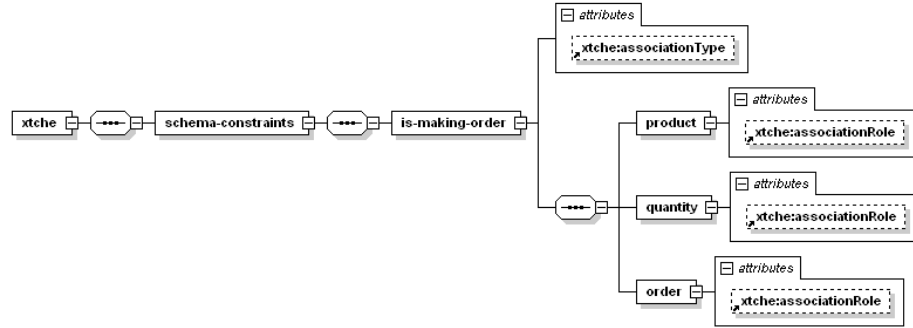 attributes
xtche:associationType
xtche
schema-constraints
is-making-order
product
attributes
xtche:associationRole
quantity
attributes
xtche:associationRole
order
attributes
xtche:associationRole